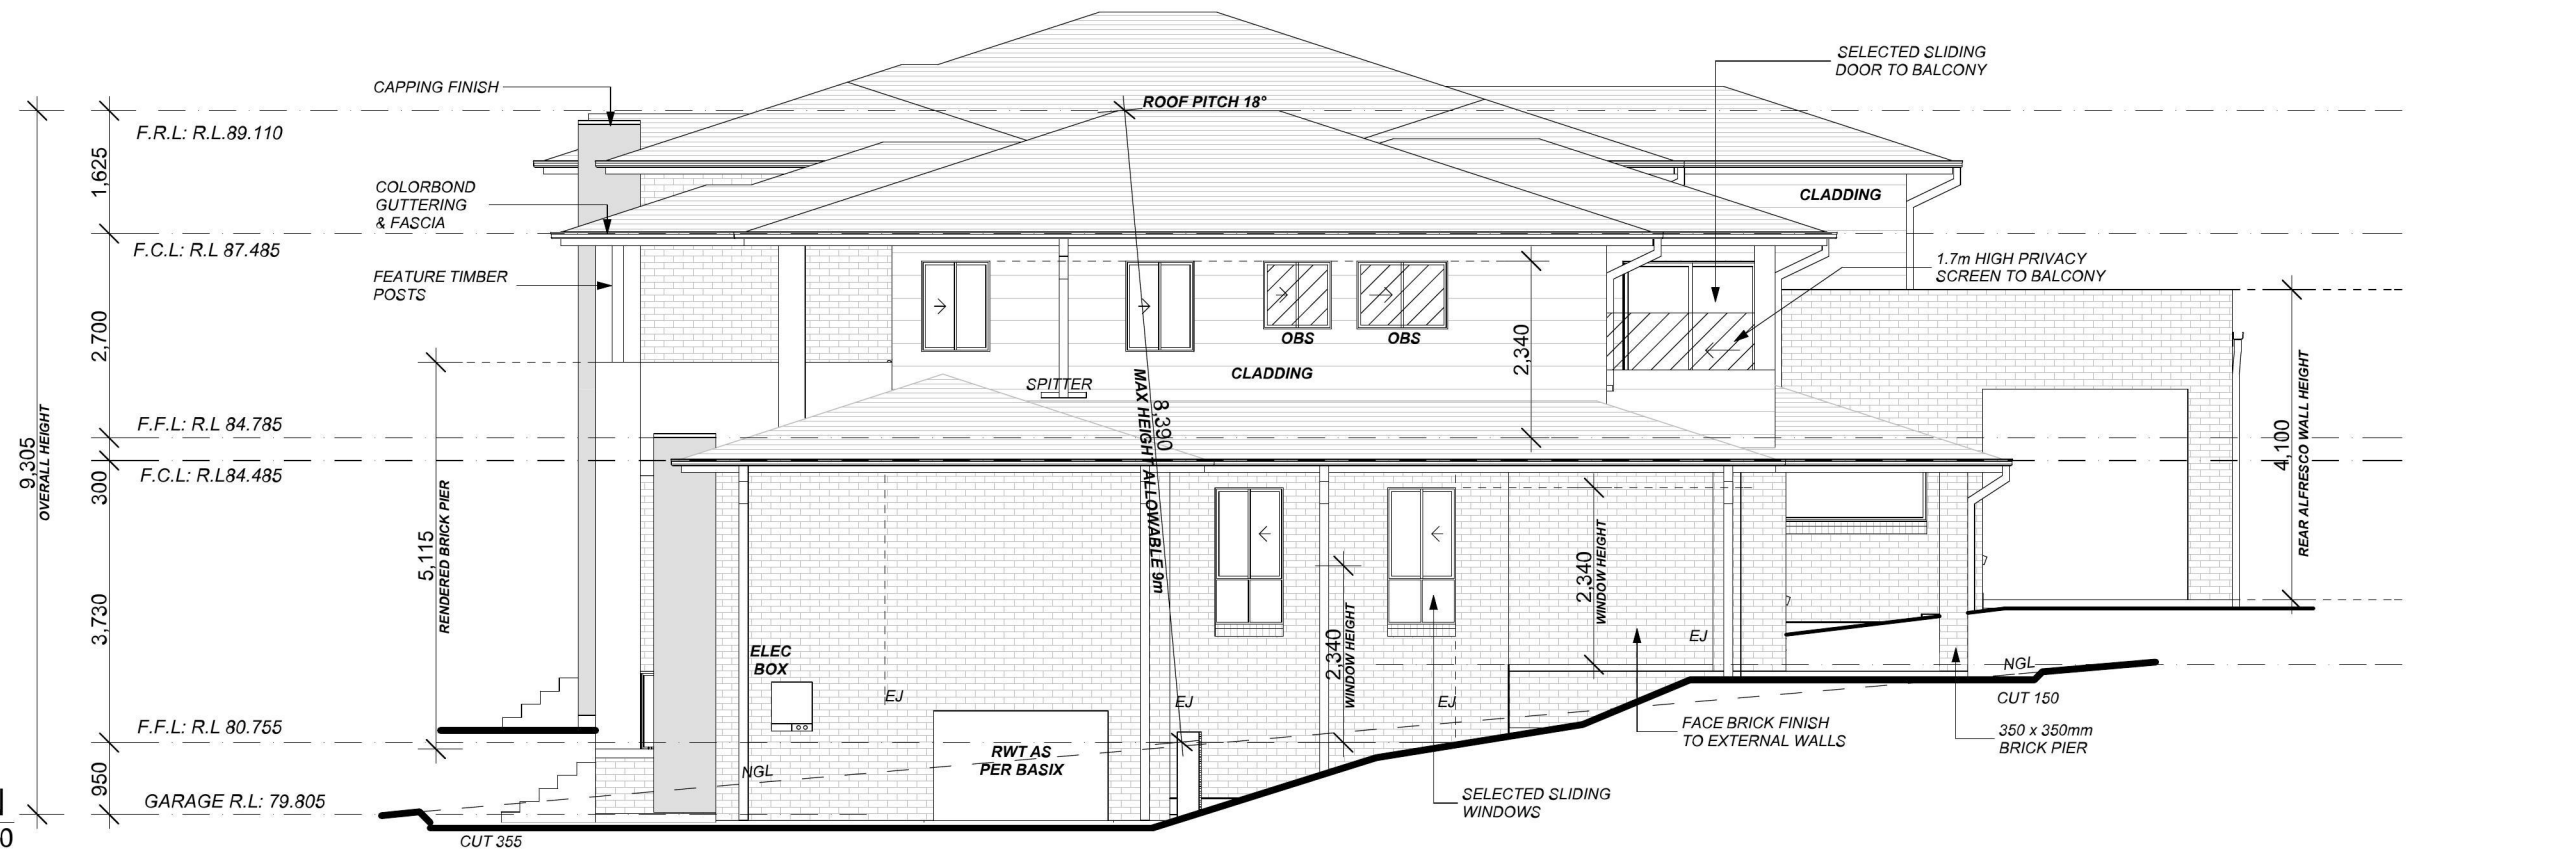 SELECTED SLIDING
DOOR TO BALCONY
CAPPING FINISH
ROOF PITCH 18°
F.R.L: R.L.89.110
1,625
COLORBOND
GUTTERING
& FASCIA
CLADDING
F.C.L: R.L 87.485
FEATURE TIMBER
POSTS
1.7m HIGH PRIVACY
SCREEN TO BALCONY
2,700
OBS
OBS
2,340
CLADDING
SPITTER
MAX HEIGHT ALLOWABLE 9m
8,390
F.F.L: R.L 84.785
9,305
OVERALL HEIGHT
4,100
REAR ALFRESCO WALL HEIGHT
F.C.L: R.L84.485
300
5,115
RENDERED BRICK PIER
2,340
WINDOW HEIGHT
3,730
2,340
WINDOW HEIGHT
EJ
ELEC
BOX
NGL
EJ
EJ
EJ
CUT 150
F.F.L: R.L 80.755
FACE BRICK FINISH
TO EXTERNAL WALLS
350 x 350mm
BRICK PIER
RWT AS
PER BASIX
NGL
950
GARAGE R.L: 79.805
SELECTED SLIDING
WINDOWS
0
CUT 355